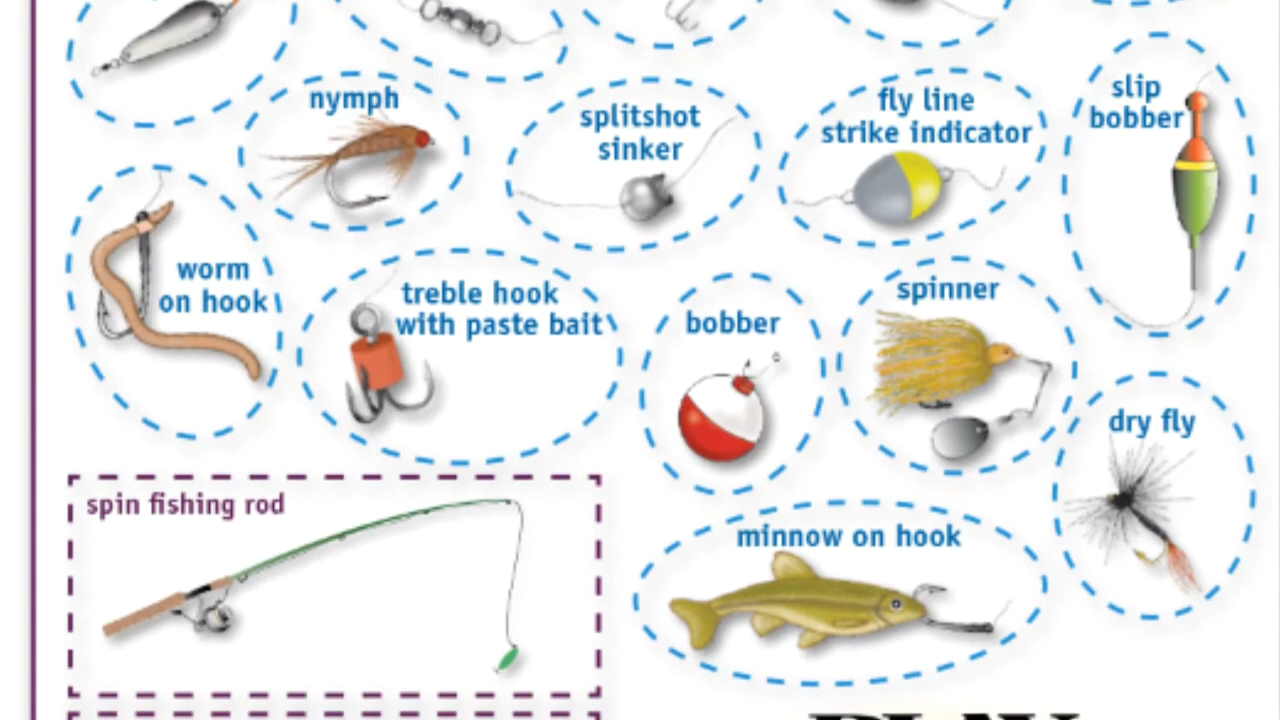 nymph
splitshot
sinker
fly line
strike indicator
slip
bobber
worm
on hook
treble hook
with paste bait
bobber
spinner
dry fly
spin fishing rod
minnow on hook